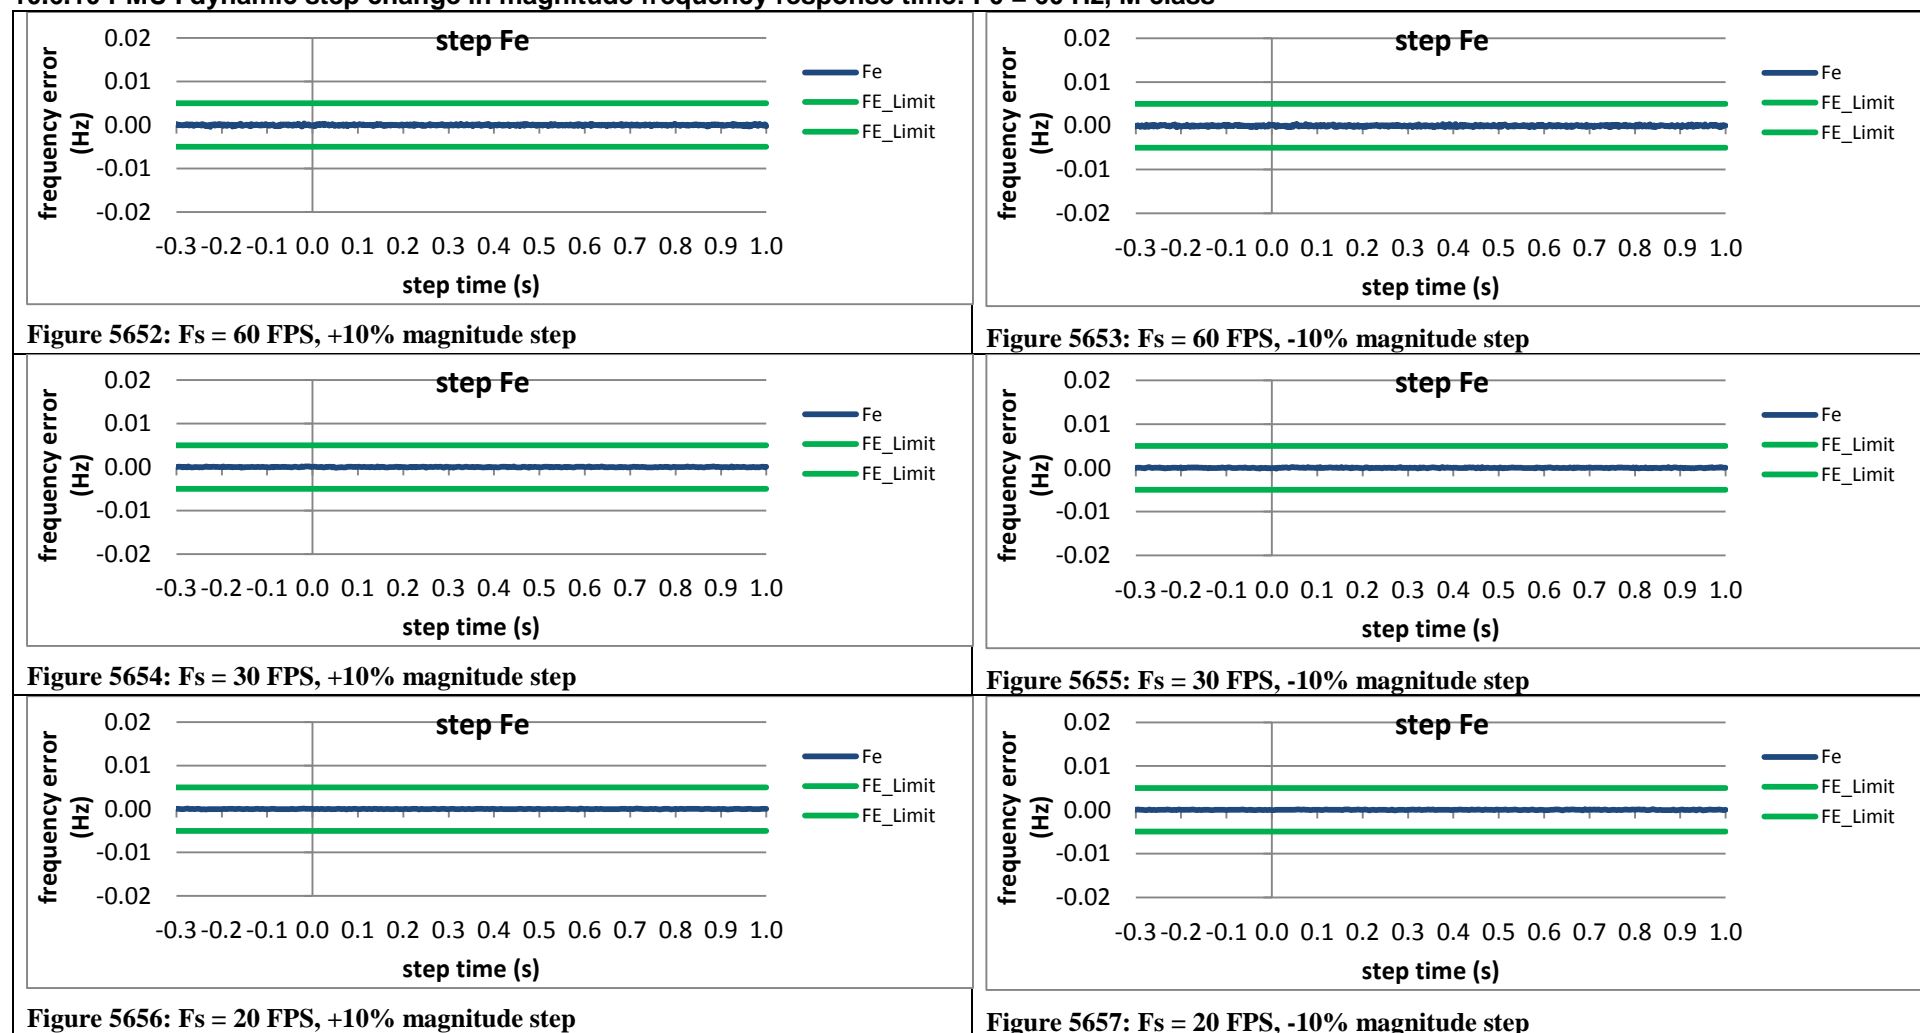 step Fe
frequency error
(Hz)
0.02
0.01
0.00
-0.01
-0.02
-0.3 -0.2 -0.1 0.0 0.1 0.2 0.3 0.4 0.5 0.6 0.7 0.8 0.9 1.0
step time (s)
Fe
FE_Limit
FE_Limit
Figure 5652: Fs = 60 FPS, +10% magnitude step
step Fe
frequency error
(Hz)
0.02
0.01
0.00
-0.01
-0.02
-0.3 -0.2 -0.1 0.0 0.1 0.2 0.3 0.4 0.5 0.6 0.7 0.8 0.9 1.0
step time (s)
Fe
FE_Limit
FE_Limit
Figure 5653: Fs = 60 FPS, -10% magnitude step
step Fe
frequency error
(Hz)
0.02
0.01
0.00
-0.01
-0.02
-0.3 -0.2 -0.1 0.0 0.1 0.2 0.3 0.4 0.5 0.6 0.7 0.8 0.9 1.0
step time (s)
Fe
FE_Limit
FE_Limit
Figure 5654: Fs = 30 FPS, +10% magnitude step
step Fe
frequency error
(Hz)
0.02
0.01
0.00
-0.01
-0.02
-0.3 -0.2 -0.1 0.0 0.1 0.2 0.3 0.4 0.5 0.6 0.7 0.8 0.9 1.0
step time (s)
Fe
FE_Limit
FE_Limit
Figure 5655: Fs = 30 FPS, -10% magnitude step
step Fe
frequency error
(Hz)
0.02
0.01
0.00
-0.01
-0.02
-0.3 -0.2 -0.1 0.0 0.1 0.2 0.3 0.4 0.5 0.6 0.7 0.8 0.9 1.0
step time (s)
Fe
FE_Limit
FE_Limit
Figure 5656: Fs = 20 FPS, +10% magnitude step
step Fe
frequency error
(Hz)
0.02
0.01
0.00
-0.01
-0.02
-0.3 -0.2 -0.1 0.0 0.1 0.2 0.3 0.4 0.5 0.6 0.7 0.8 0.9 1.0
step time (s)
Fe
FE_Limit
FE_Limit
Figure 5657: Fs = 20 FPS, -10% magnitude step